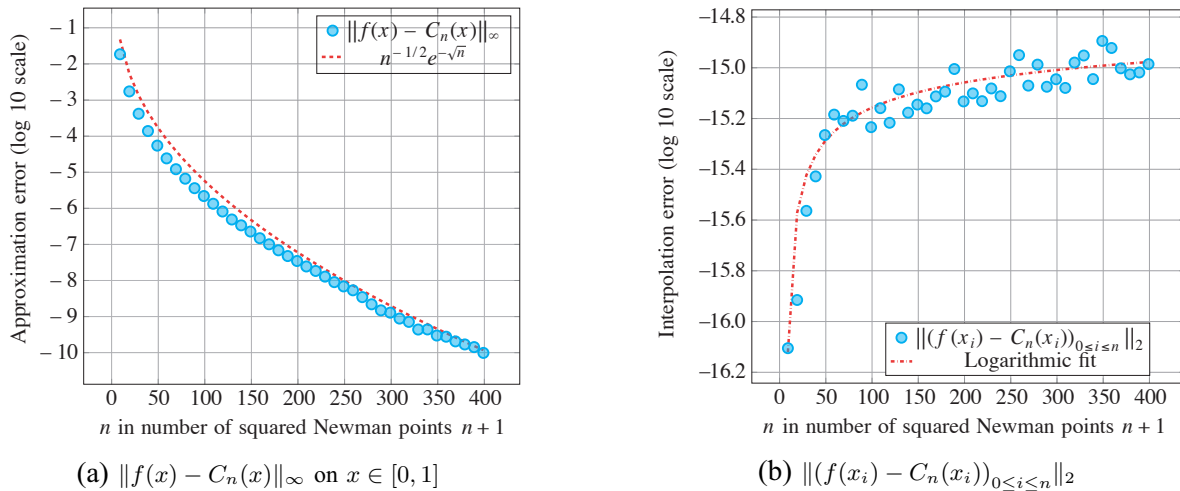 Approximation error (log 10 scale)
−1
−2
−3
−4
−5
−6
−7
−8
−9
−10
0 50 100 150 200 250 300 350 400
n in number of squared Newman points n + 1
||f(x) − C_n(x)||_∞
n^{−1/2}e^{−√n}
(a) ∥f(x) − C_n(x)∥_∞ on x ∈ [0, 1]
Interpolation error (log 10 scale)
−14.8
−15.0
−15.2
−15.4
−15.6
−15.8
−16.0
−16.2
0 50 100 150 200 250 300 350 400
n in number of squared Newman points n + 1
||(f(x_i) − C_n(x_i))_{0≤i≤n}||_2
Logarithmic fit
(b) ∥(f(x_i) − C_n(x_i))_{0≤i≤n}∥_2